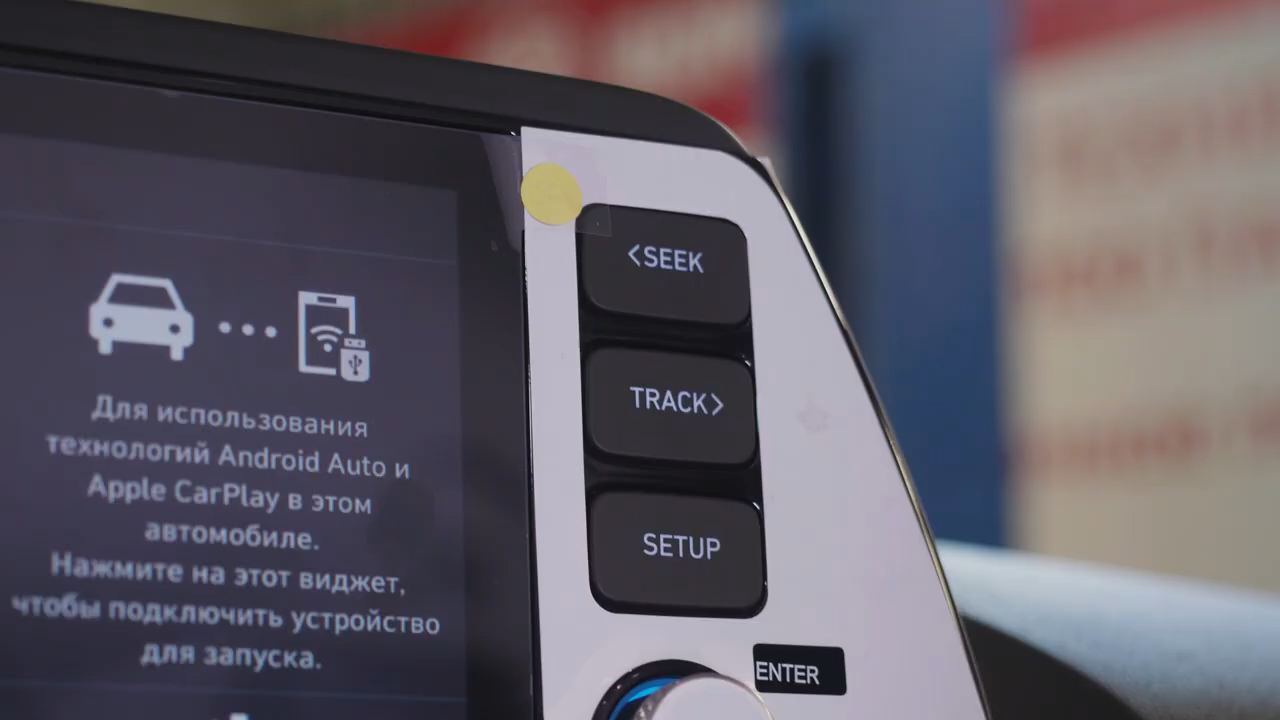 Для использования
технологий Android Auto и
Apple CarPlay в этом
автомобиле.
Нажмите на этот виджет,
чтобы подключить устройство
для запуска.
<SEEK
TRACK>
SETUP
ENTER